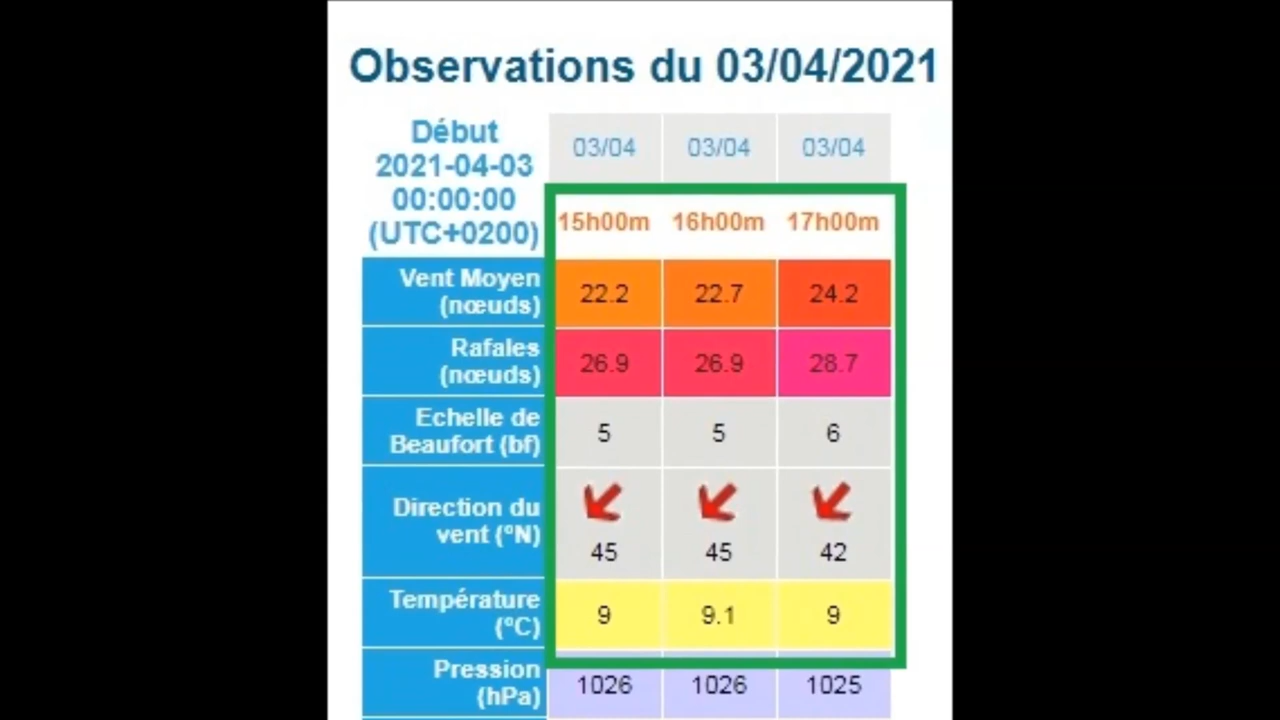 Observations du 03/04/2021
Début
2021-04-03
00:00:00
(UTC+0200)
03/04 03/04 03/04
15h00m 16h00m 17h00m
Vent Moyen
(nœuds)
22.2 22.7 24.2
Rafales
(nœuds)
26.9 26.9 28.7
Echelle de
Beaufort (bf)
5 5 6
Direction du
vent (°N)
45 45 42
Température
(°C)
9 9.1 9
Pression
(hPa)
1026 1026 1025